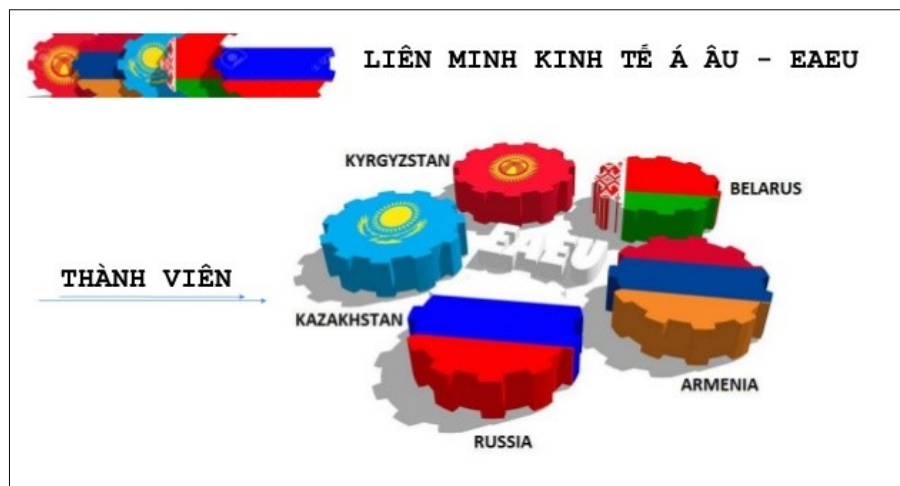 LIÊN MINH KINH TẾ Á ÂU - EAEU
KYRGYZSTAN
BELARUS
EAEU
THÀNH VIÊN
KAZAKHSTAN
ARMENIA
RUSSIA